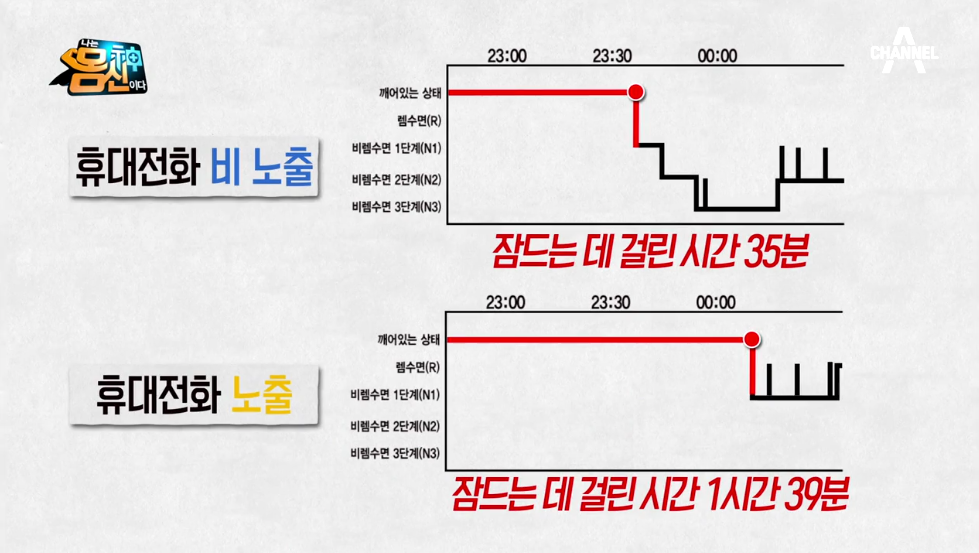 나는
몸신
神
이다
CHANNEL A
23:00 23:30 00:00
깨어있는 상태
렘수면(R)
비렘수면 1단계(N1)
비렘수면 2단계(N2)
비렘수면 3단계(N3)
휴대전화 비 노출
잠드는 데 걸린 시간 35분
23:00 23:30 00:00
깨어있는 상태
렘수면(R)
비렘수면 1단계(N1)
비렘수면 2단계(N2)
비렘수면 3단계(N3)
휴대전화 노출
잠드는 데 걸린 시간 1시간 39분